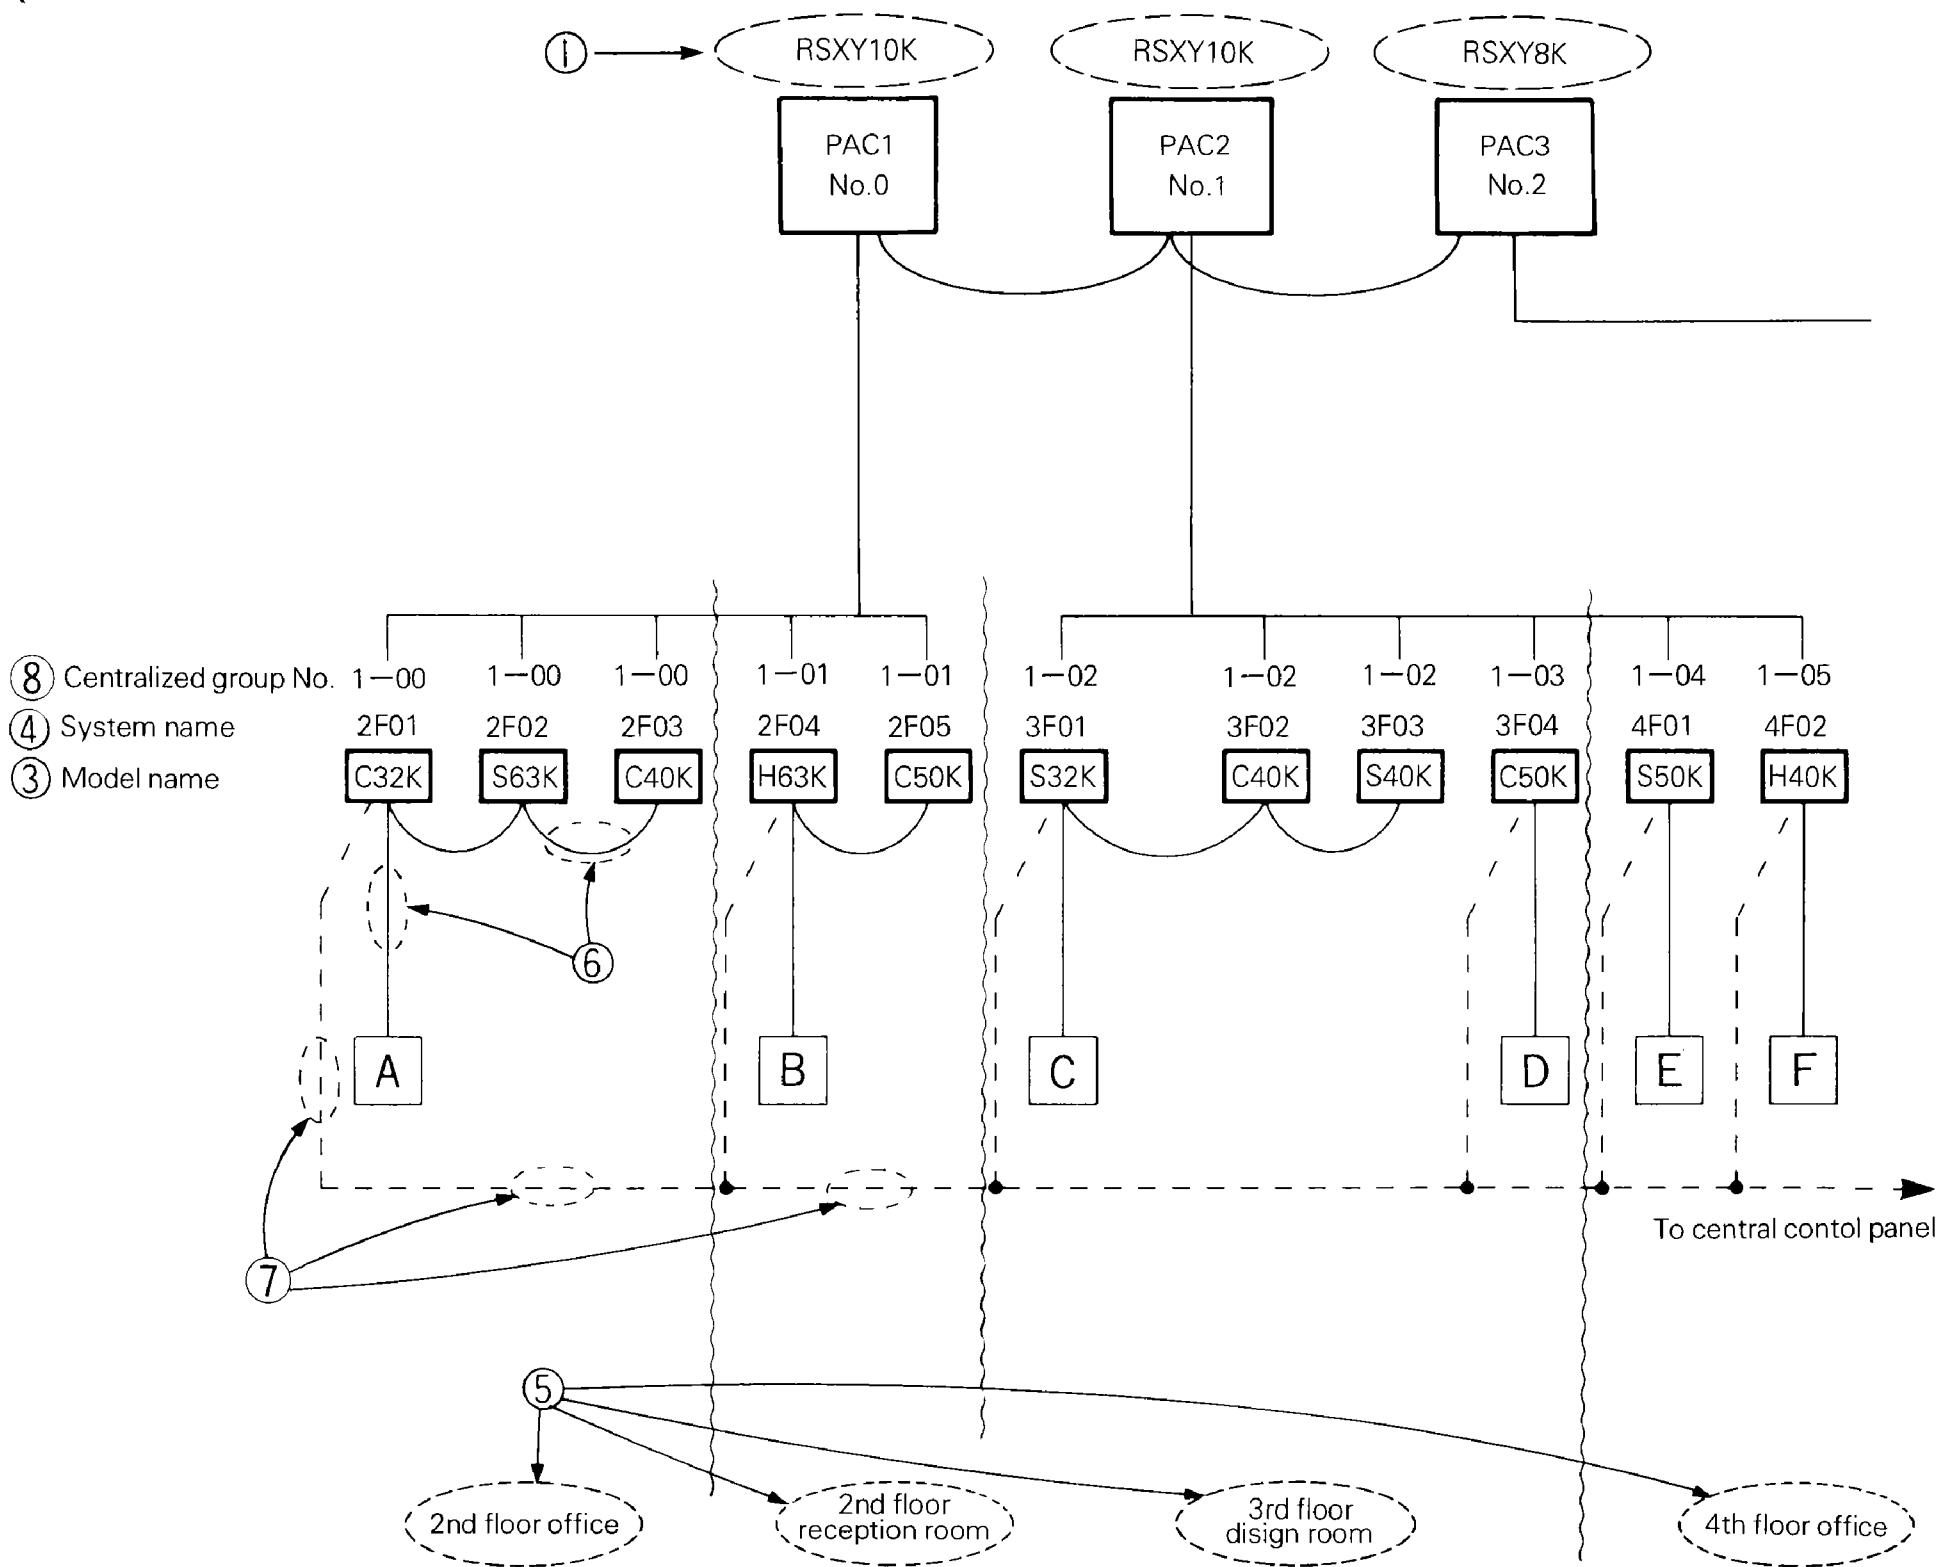 ① RSXY10K RSXY10K RSXY8K
PAC1 PAC2 PAC3
No.0 No.1 No.2
⑧ Centralized group No. 1—00 1—00 1—00 1—01 1—01 1—02 1—02 1—02 1—03 1—04 1—05
④ System name 2F01 2F02 2F03 2F04 2F05 3F01 3F02 3F03 3F04 4F01 4F02
③ Model name C32K S63K C40K H63K C50K S32K C40K S40K C50K S50K H40K
⑥
A B C D E F
To central contol panel
⑦
⑤
2nd floor office
2nd floor
reception room
3rd floor
disign room
4th floor office